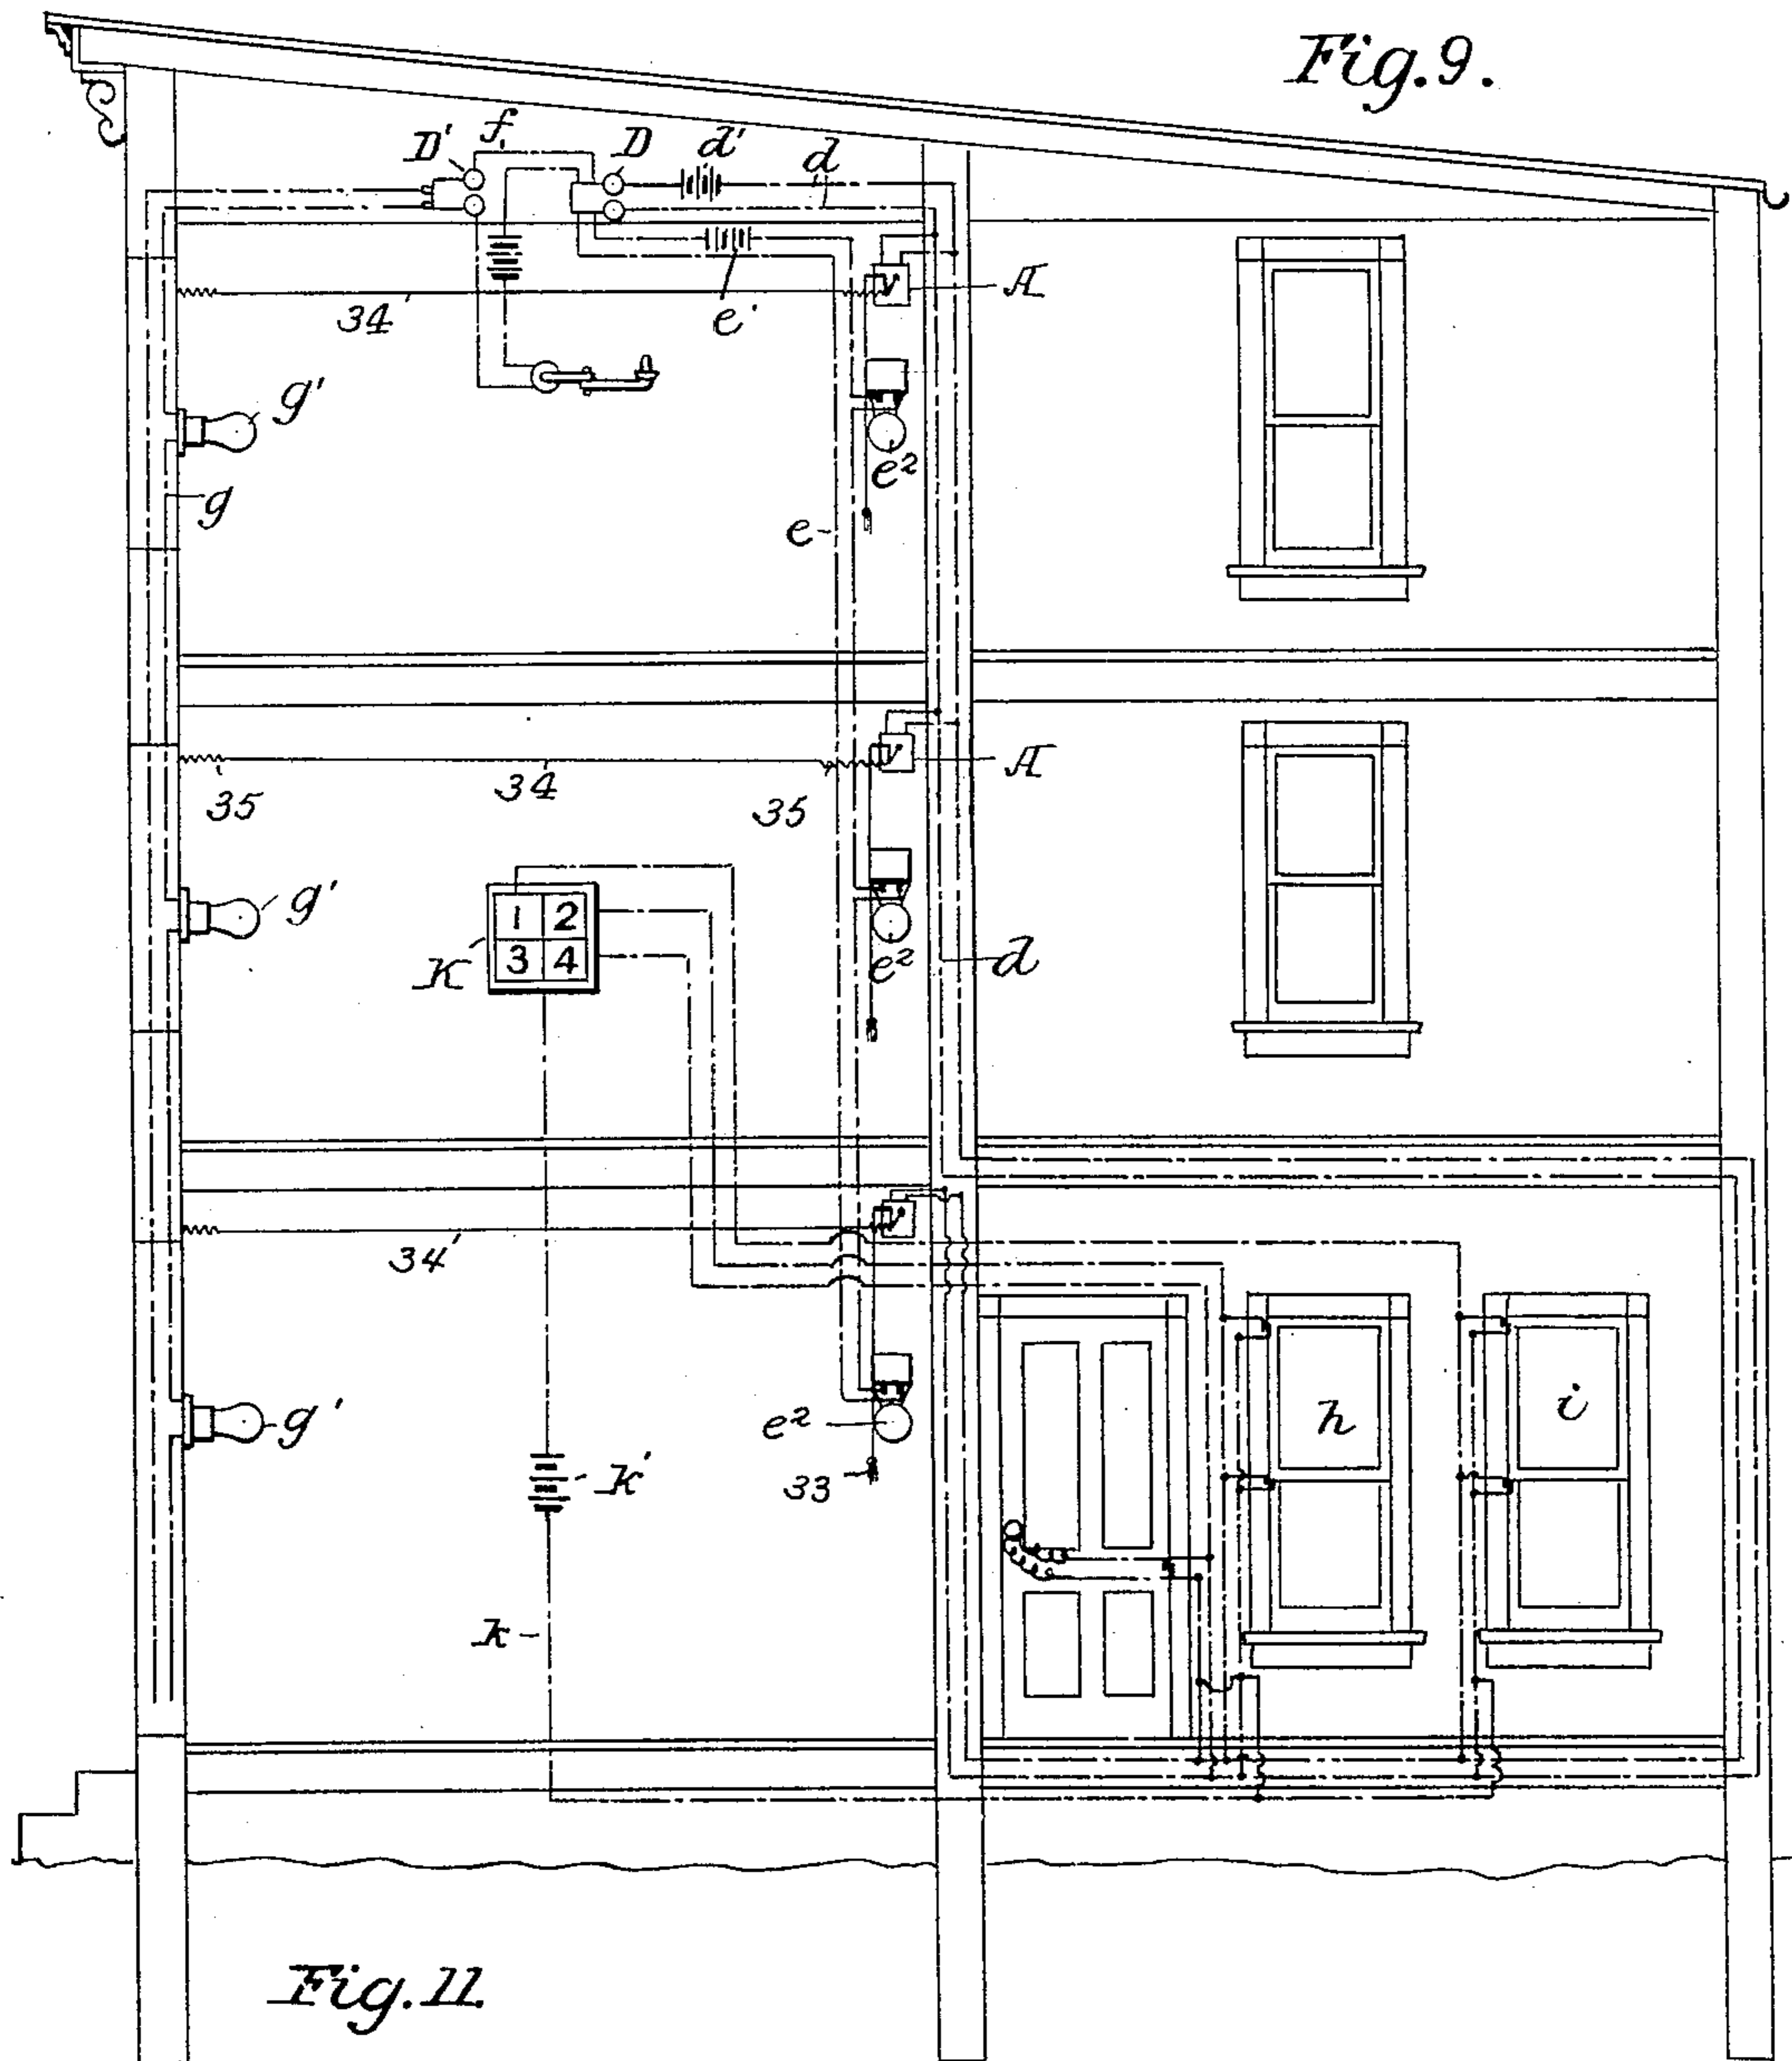 Fig. 9.
D' f D d' d
34' e' A
g'
e²
g
e
35 34 35 A
g'
1 2
3 4
K' e² d
34'
h i
g' e²
K' 33
k
Fig. 11.